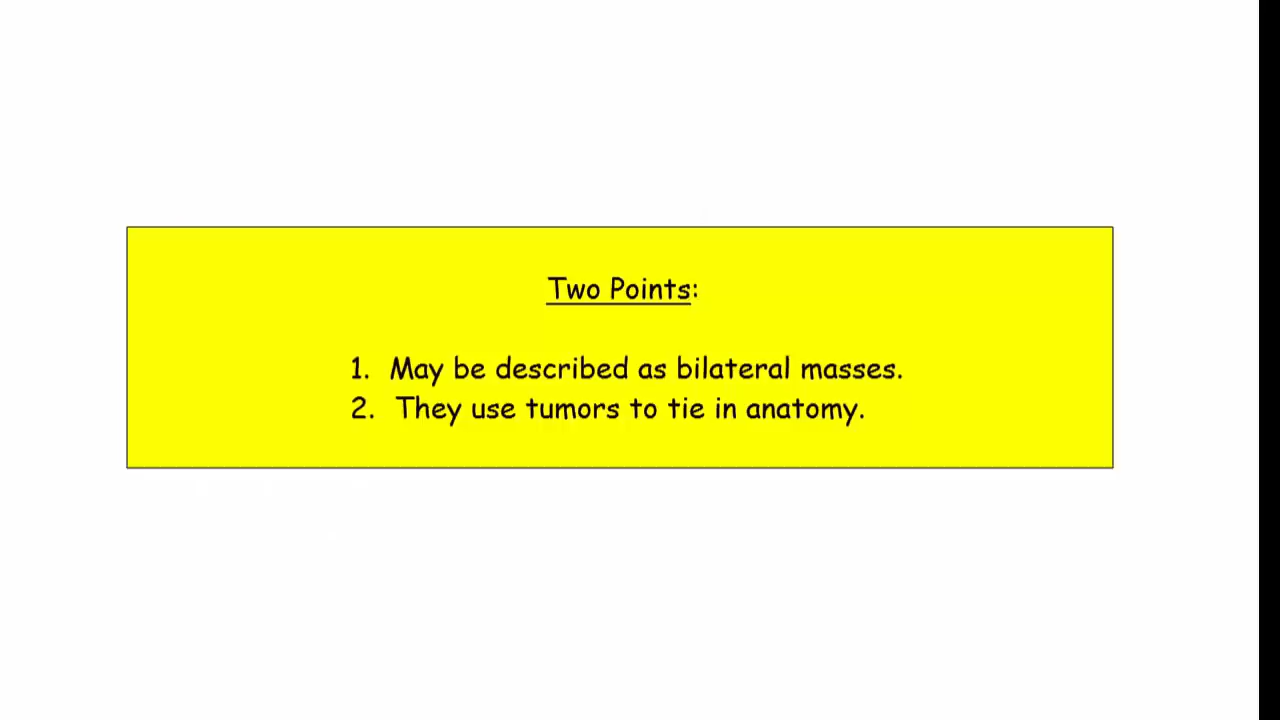 Two Points:
1. May be described as bilateral masses.
2. They use tumors to tie in anatomy.